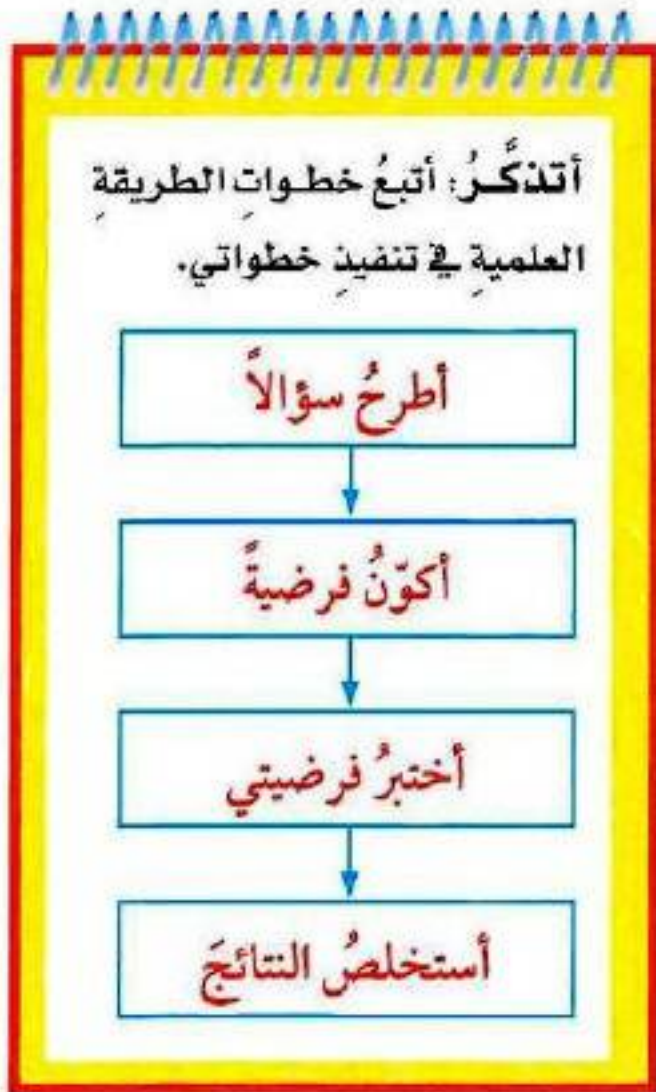 أتذكَّرُ: أتبعُ خطواتِ الطريقةِ
العلميةِ في تنفيذِ خطواتي.
أطرحُ سؤالاً
أكوّنُ فرضيةً
أختبرُ فرضيتي
أستخلصُ النتائجَ